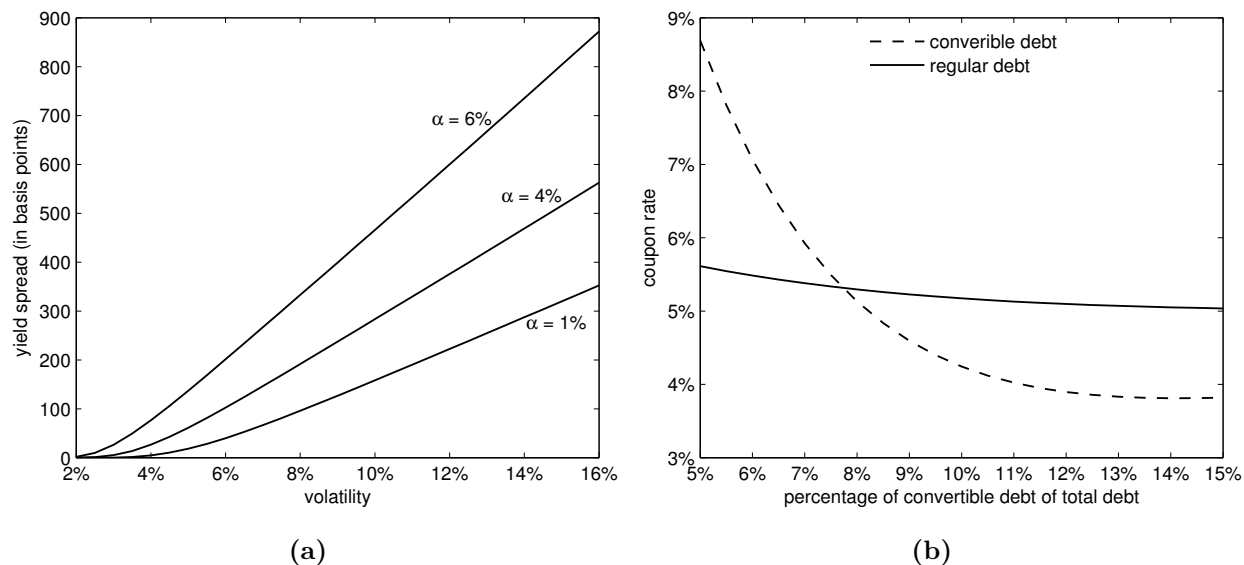 900
800
700
600
500
400
300
200
100
0
yield spread (in basis points)
α = 6%
α = 4%
α = 1%
2% 4% 6% 8% 10% 12% 14% 16%
volatility
(a)
9%
8%
7%
6%
5%
4%
3%
coupon rate
converible debt
regular debt
5% 6% 7% 8% 9% 10% 11% 12% 13% 14% 15%
percentage of convertible debt of total debt
(b)